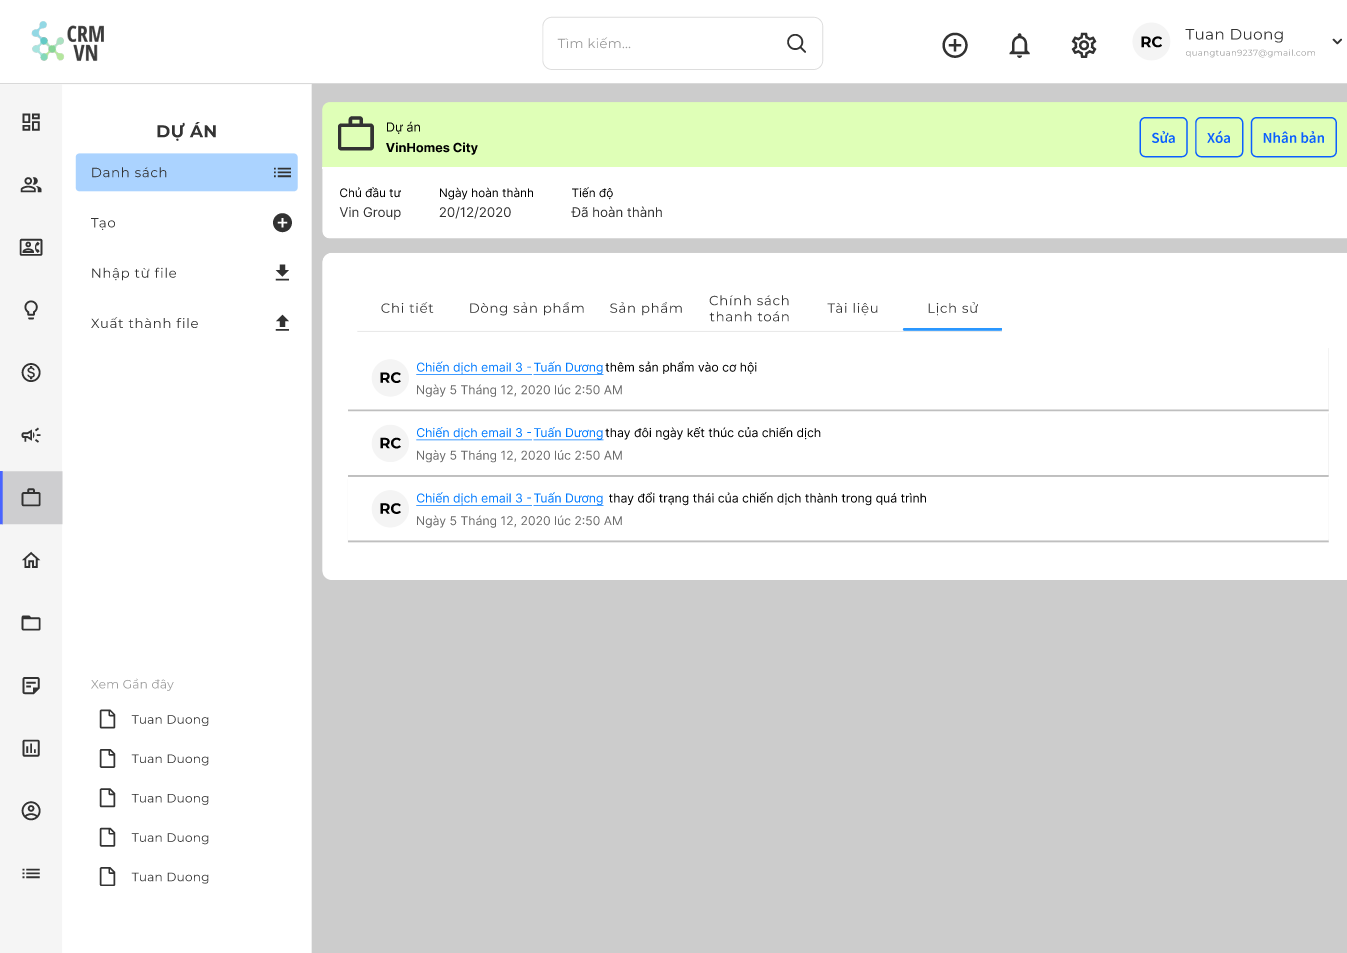 CRM
VN
Tìm kiếm...
RC
Tuan Duong
quangtuan9237@gmail.com
DỰ ÁN
Danh sách
Tạo
Nhập từ file
Xuất thành file
Xem Gần đây
Tuan Duong
Tuan Duong
Tuan Duong
Tuan Duong
Tuan Duong
Dự án
VinHomes City
Sửa
Xóa
Nhân bản
Chủ đầu tư
Ngày hoàn thành
Tiến độ
Vin Group
20/12/2020
Đã hoàn thành
Chi tiết
Dòng sản phẩm
Sản phẩm
Chính sách
thanh toán
Tài liệu
Lịch sử
RC
Chiến dịch email 3 - Tuấn Dương thêm sản phẩm vào cơ hội
Ngày 5 Tháng 12, 2020 lúc 2:50 AM
RC
Chiến dịch email 3 - Tuấn Dương thay đôi ngày kết thúc của chiến dịch
Ngày 5 Tháng 12, 2020 lúc 2:50 AM
RC
Chiến dịch email 3 - Tuấn Dương thay đổi trạng thái của chiến dịch thành trong quá trình
Ngày 5 Tháng 12, 2020 lúc 2:50 AM